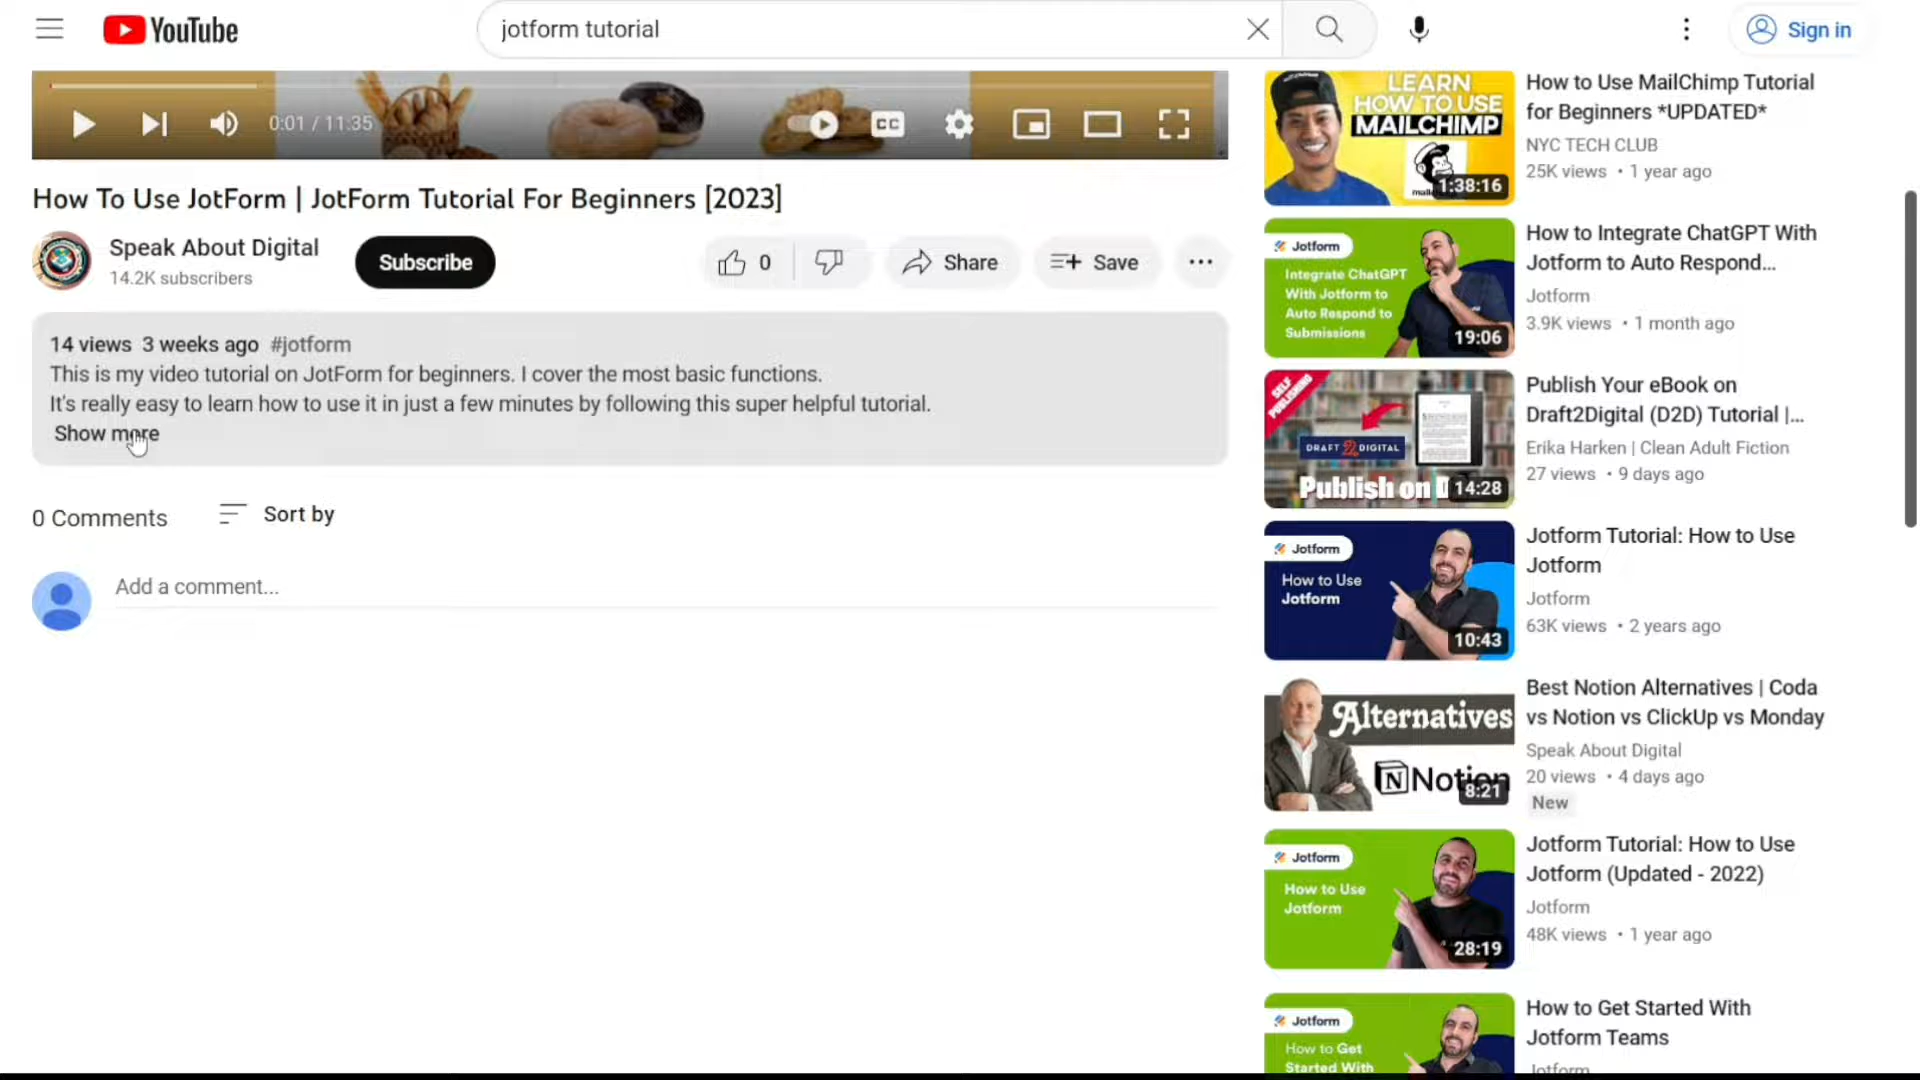 YouTube
jotform tutorial
Sign in
0:01 / 11:35
CC
How To Use JotForm | JotForm Tutorial For Beginners [2023]
Speak About Digital
14.2K subscribers
Subscribe
0
Share
Save
14 views 3 weeks ago #jotform
This is my video tutorial on JotForm for beginners. I cover the most basic functions.
It's really easy to learn how to use it in just a few minutes by following this super helpful tutorial.
Show more
0 Comments
Sort by
Add a comment...
LEARN
HOW TO USE
MAILCHIMP
1:38:16
How to Use MailChimp Tutorial
for Beginners *UPDATED*
NYC TECH CLUB
25K views • 1 year ago
Jotform
Integrate ChatGPT
With Jotform to
Auto Respond to
Submissions
19:06
How to Integrate ChatGPT With
Jotform to Auto Respond...
Jotform
3.9K views • 1 month ago
SELF
PUBLISHING
DRAFT 2 DIGITAL
Publish on D
14:28
Publish Your eBook on
Draft2Digital (D2D) Tutorial |...
Erika Harken | Clean Adult Fiction
27 views • 9 days ago
Jotform
How to Use
Jotform
10:43
Jotform Tutorial: How to Use
Jotform
Jotform
63K views • 2 years ago
Alternatives
Notion
8:21
Best Notion Alternatives | Coda
vs Notion vs ClickUp vs Monday
Speak About Digital
20 views • 4 days ago
New
Jotform
How to Use
Jotform
28:19
Jotform Tutorial: How to Use
Jotform (Updated - 2022)
Jotform
48K views • 1 year ago
Jotform
How to Get
Started With
How to Get Started With
Jotform Teams
Jotform